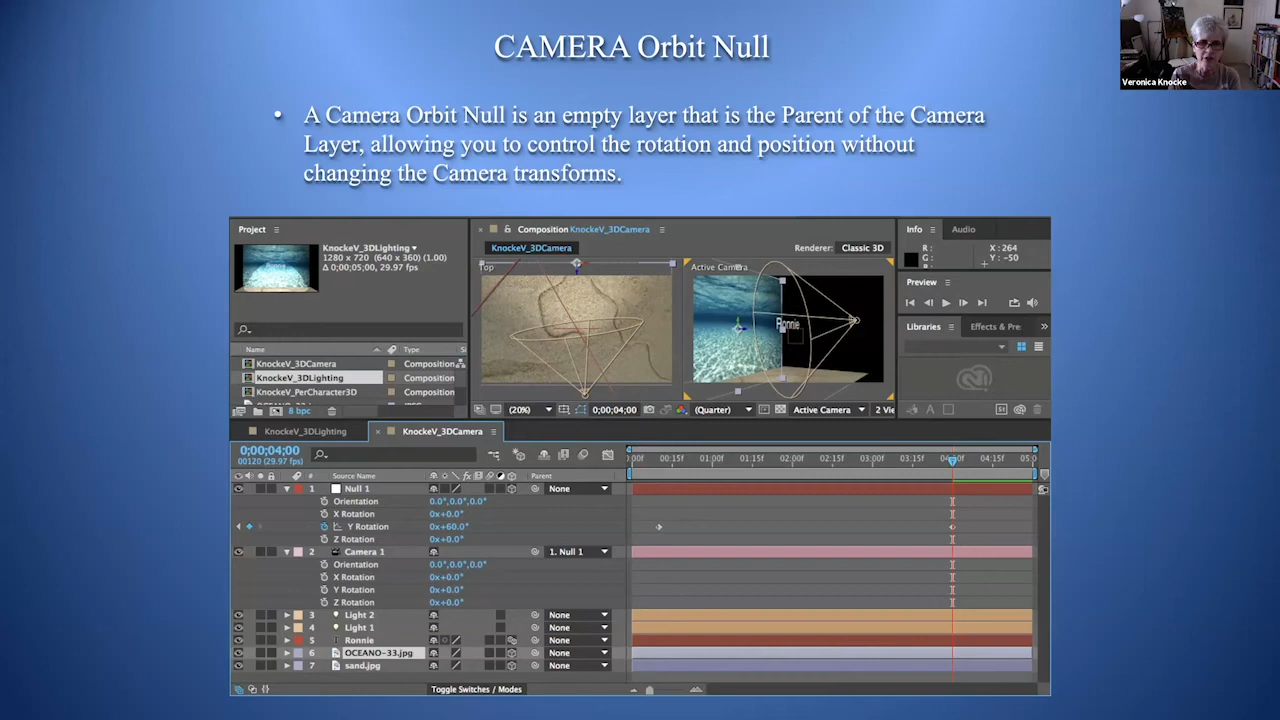 CAMERA Orbit Null
Veronica Knocke
• A Camera Orbit Null is an empty layer that is the Parent of the Camera
Layer, allowing you to control the rotation and position without
changing the Camera transforms.
Project
KnockeV_3DLighting
1280 x 720 (640 x 360) (1.00)
Δ 0;00;05;00, 29.97 fps)
Name Type
KnockeV_3DCamera Composition
KnockeV_3DLighting Composition
KnockeV_PerCharacter3D Composition
8 bpc
Composition KnockeV_3DCamera
KnockeV_3DCamera Renderer: Classic 3D
Top
Active Camera
Ronnie
(20%) 0;00;04;00 (Quarter) Active Camera 2 Vi
Info Audio
R: X: 264
G: Y: -50
Preview
Libraries Effects & Pre
KnockeV_3DLighting KnockeV_3DCamera
0;00;04;00
00120 (29.97 fps)
00:15f 01:00f 01:15f 02:00f 02:15f 03:00f 03:15f 04:15f
# Source Name Parent
1 Null 1 None
Orientation 0.0°,0.0°,0.0°
X Rotation 0x+0.0°
Y Rotation 0x+60.0°
Z Rotation 0x+0.0°
2 Camera 1 1. Null 1
Orientation 0.0°,0.0°,0.0°
X Rotation 0x+0.0°
Y Rotation 0x+0.0°
Z Rotation 0x+0.0°
3 Light 2 None
4 Light 1 None
5 Ronnie None
6 OCEANO-33.jpg None
7 sand.jpg None
Toggle Switches / Modes